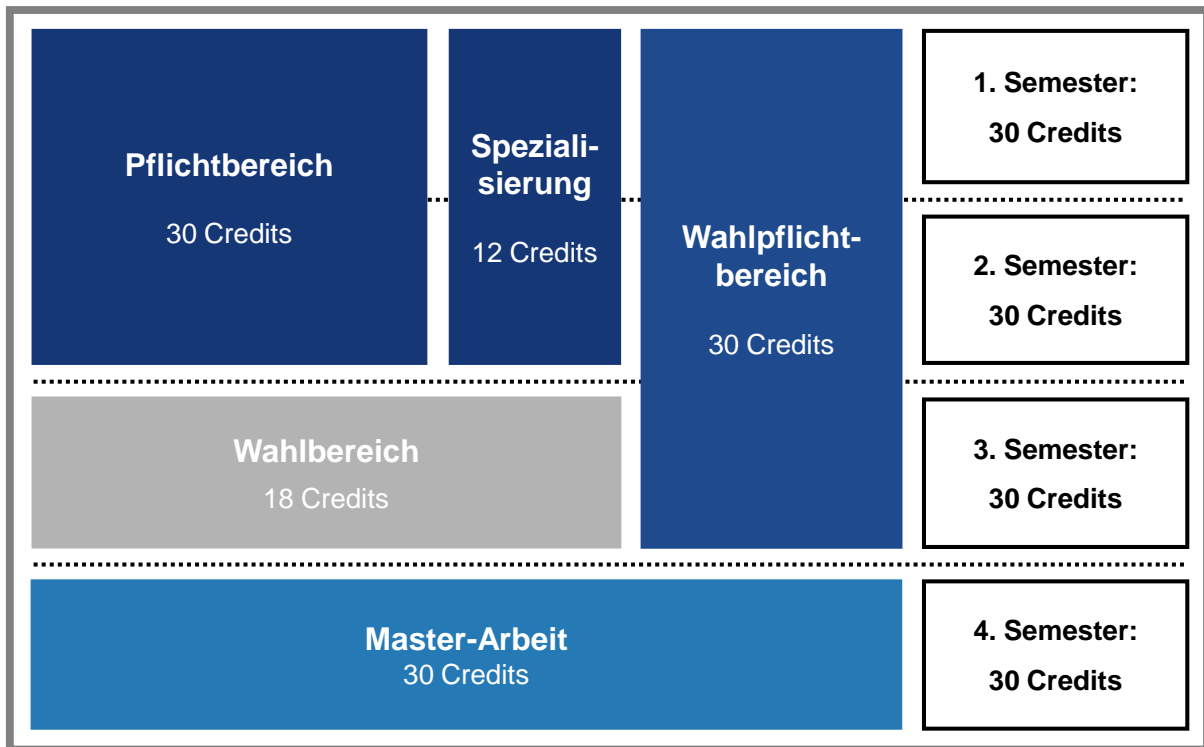 Pflichtbereich
30 Credits
Speziali-
sierung
12 Credits
Wahlpflicht-
bereich
30 Credits
1. Semester:
30 Credits
2. Semester:
30 Credits
Wahlbereich
18 Credits
3. Semester:
30 Credits
Master-Arbeit
30 Credits
4. Semester:
30 Credits